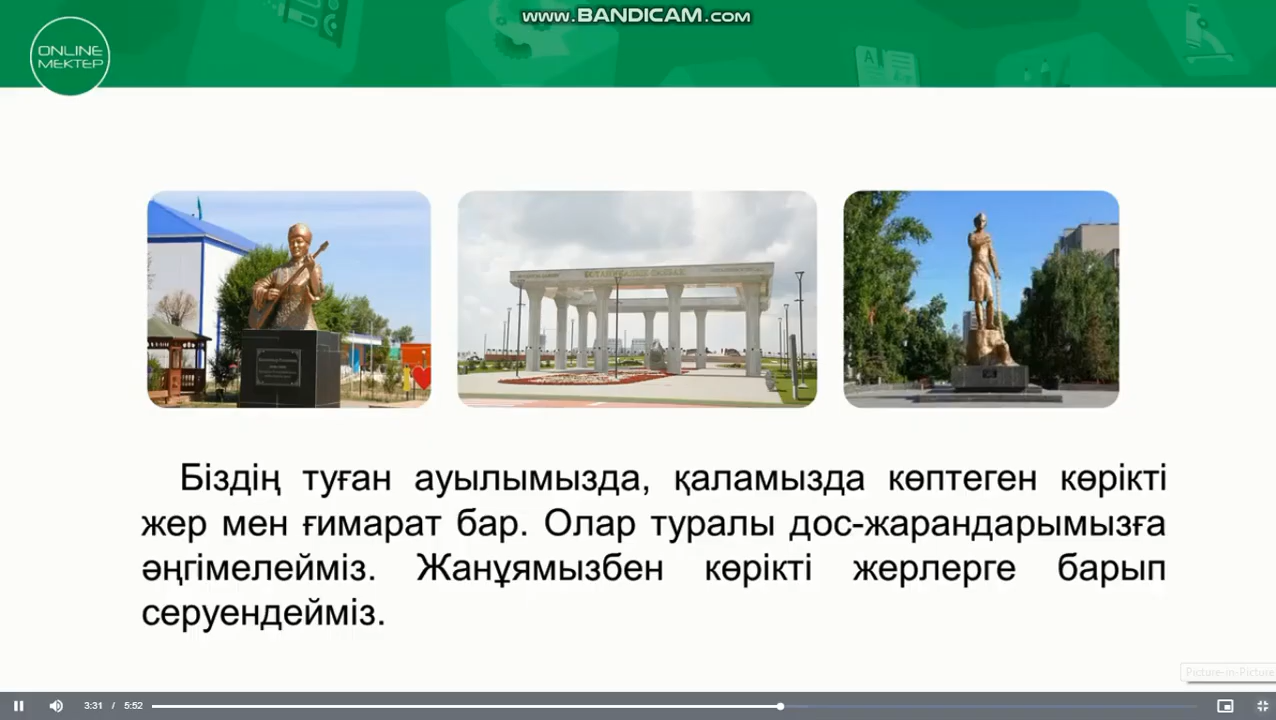 www.BANDICAM.com
ONLINE
MEKTEP
A
Біздің туған ауылымызда, қаламызда көптеген көрікті
жер мен ғимарат бар. Олар туралы дос-жарандарымызға
әңгімелейміз. Жанұямызбен көрікті жерлерге барып
серуендейміз.
Picture-in-Picture
3:31 / 5:52